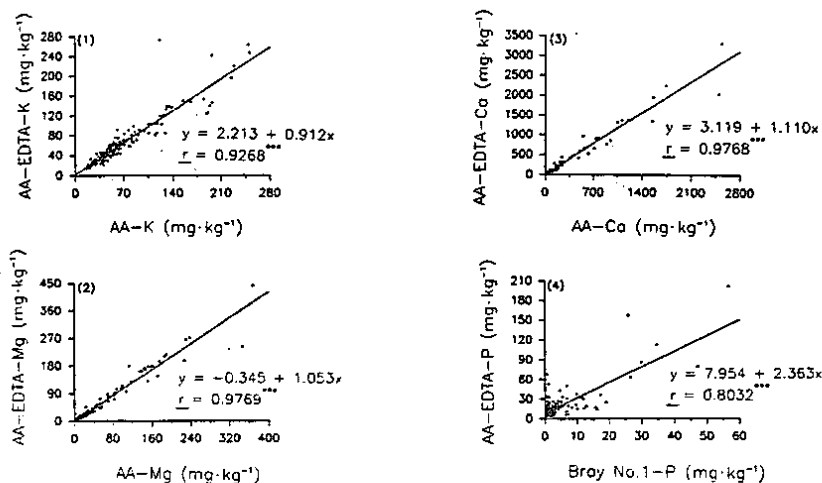 (1)
AA-EDTA-K (mg·kg⁻¹)
280
240
200
160
120
80
40
0
y = 2.213 + 0.912x
r = 0.9268***
0 70 140 210 280
AA-K (mg·kg⁻¹)
(3)
AA-EDTA-Ca (mg·kg⁻¹)
3500
3000
2500
2000
1500
1000
500
0
y = 3.119 + 1.110x
r = 0.9768***
0 700 1400 2100 2800
AA-Ca (mg·kg⁻¹)
(2)
AA-EDTA-Mg (mg·kg⁻¹)
450
360
270
180
90
0
y = -0.345 + 1.053x
r = 0.9769***
0 80 160 240 320 400
AA-Mg (mg·kg⁻¹)
(4)
AA-EDTA-P (mg·kg⁻¹)
210
180
150
120
90
60
30
0
y = 7.954 + 2.363x
r = 0.8032***
0 10 20 30 40 50 60
Bray No.1-P (mg·kg⁻¹)